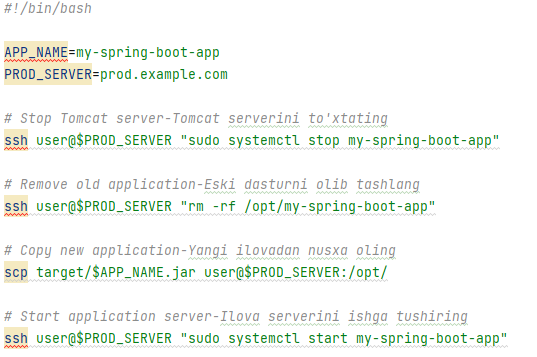 #!/bin/bash
APP_NAME=my-spring-boot-app
PROD_SERVER=prod.example.com
# Stop Tomcat server-Tomcat serverini to'xtating
ssh user@$PROD_SERVER "sudo systemctl stop my-spring-boot-app"
# Remove old application-Eski dasturni olib tashlang
ssh user@$PROD_SERVER "rm -rf /opt/my-spring-boot-app"
# Copy new application-Yangi ilovadan nusxa oling
scp target/$APP_NAME.jar user@$PROD_SERVER:/opt/
# Start application server-Ilova serverini ishga tushiring
ssh user@$PROD_SERVER "sudo systemctl start my-spring-boot-app"